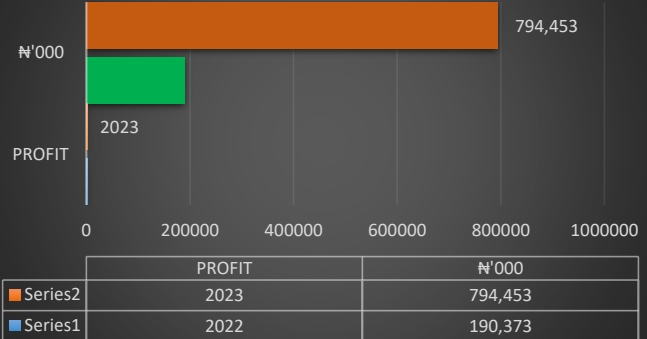 794,453
₦'000
2023
PROFIT
0 200000 400000 600000 800000 1000000
PROFIT ₦'000
Series2 2023 794,453
Series1 2022 190,373